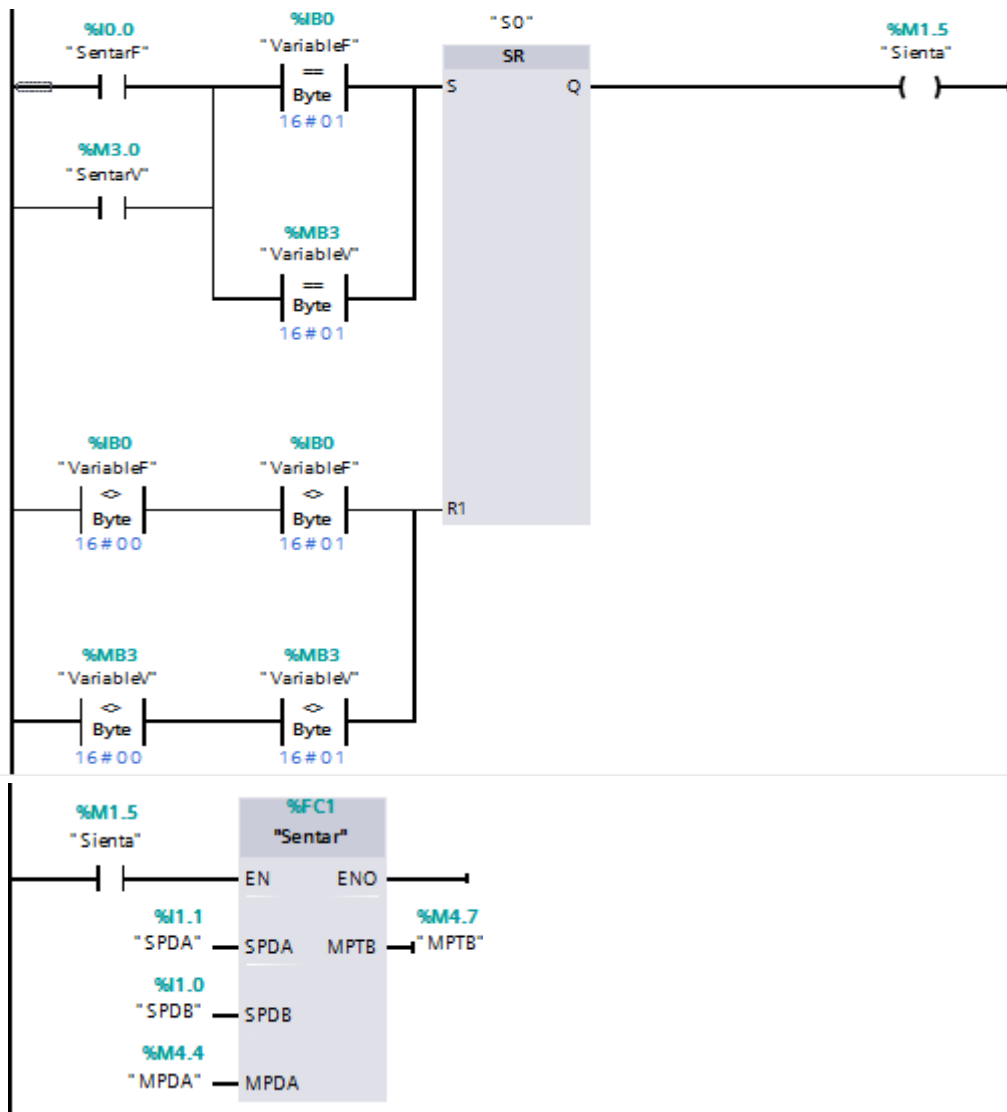 %I0.0
"SentarF"
%IB0
"VariableF"
==
Byte
16#01
"S0"
SR
S
Q
%M1.5
"Sienta"
%M3.0
"SentarV"
%MB3
"VariableV"
==
Byte
16#01
%IB0
"VariableF"
<>
Byte
16#00
%IB0
"VariableF"
<>
Byte
16#01
R1
%MB3
"VariableV"
<>
Byte
16#00
%MB3
"VariableV"
<>
Byte
16#01
%M1.5
"Sienta"
%FC1
"Sentar"
EN
ENO
%I1.1
"SPDA"
SPDA
MPTB
%M4.7
"MPTB"
%I1.0
"SPDB"
SPDB
%M4.4
"MPDA"
MPDA